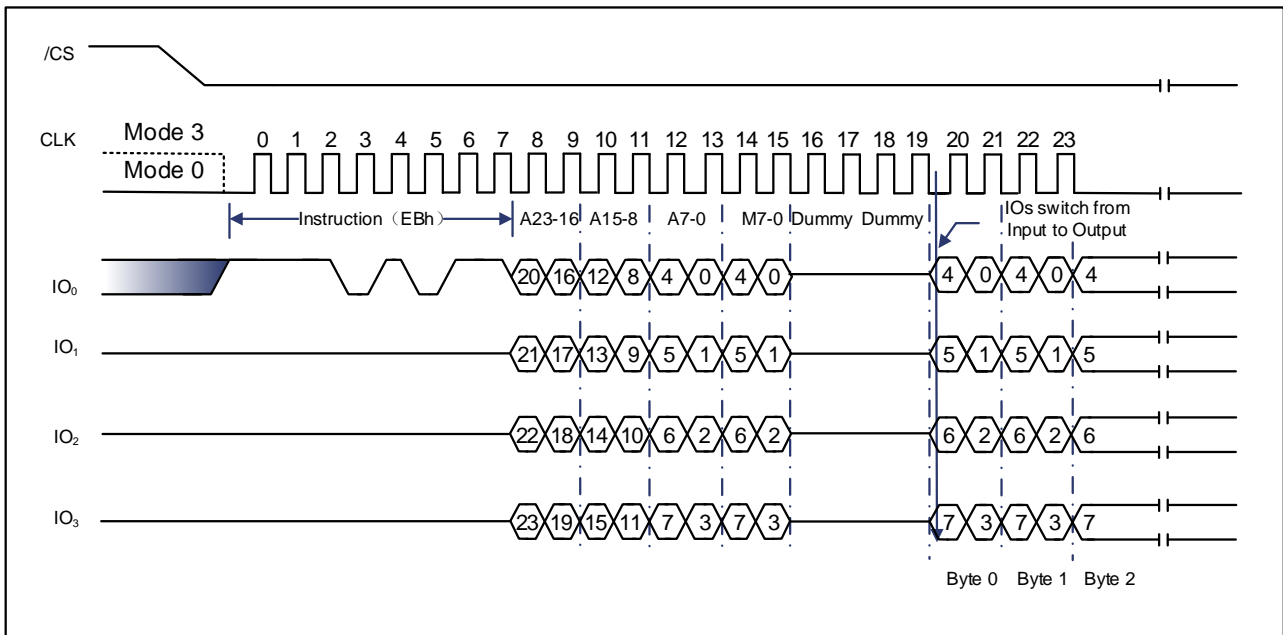 /CS
Mode 3
CLK
0 1 2 3 4 5 6 7 8 9 10 11 12 13 14 15 16 17 18 19 20 21 22 23
Mode 0
Instruction（EBh） A23-16 A15-8 A7-0 M7-0 Dummy Dummy
IOs switch from
Input to Output
IO₀ 20 16 12 8 4 0 4 0 4 0 4 0 4
IO₁ 21 17 13 9 5 1 5 1 5 1 5 1 5
IO₂ 22 18 14 10 6 2 6 2 6 2 6 2 6
IO₃ 23 19 15 11 7 3 7 3 7 3 7 3 7
Byte 0 Byte 1 Byte 2